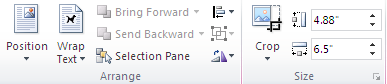 Position
Wrap
Text
Bring Forward
Send Backward
Selection Pane
Arrange
Crop
4.88"
6.5"
Size